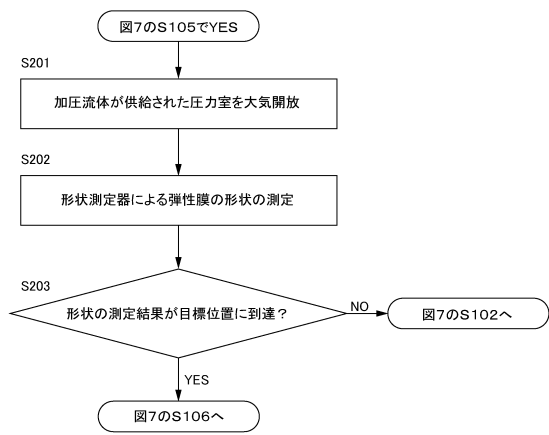 図7のS105でYES
S201
加圧流体が供給された圧力室を大気開放
S202
形状測定器による弾性膜の形状の測定
S203
形状の測定結果が目標位置に到達？
NO
図7のS102へ
YES
図7のS106へ